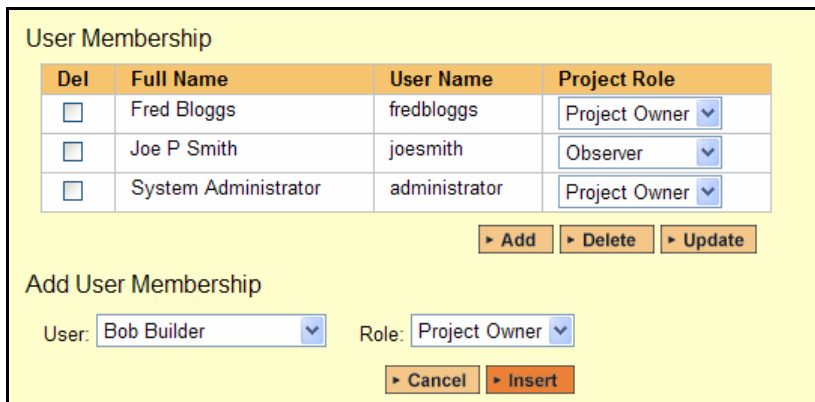 User Membership
Del Full Name User Name Project Role
Fred Bloggs fredbloggs Project Owner
Joe P Smith joesmith Observer
System Administrator administrator Project Owner
Add Delete Update
Add User Membership
User: Bob Builder Role: Project Owner
Cancel Insert